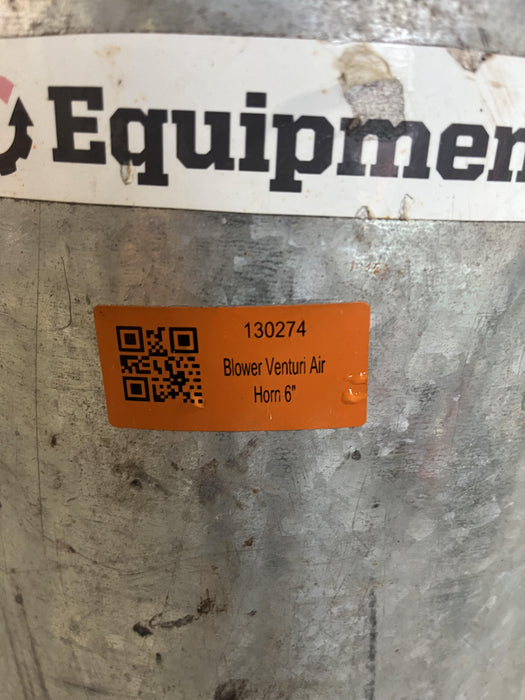 Equipmen
130274
Blower Venturi Air
Horn 6"